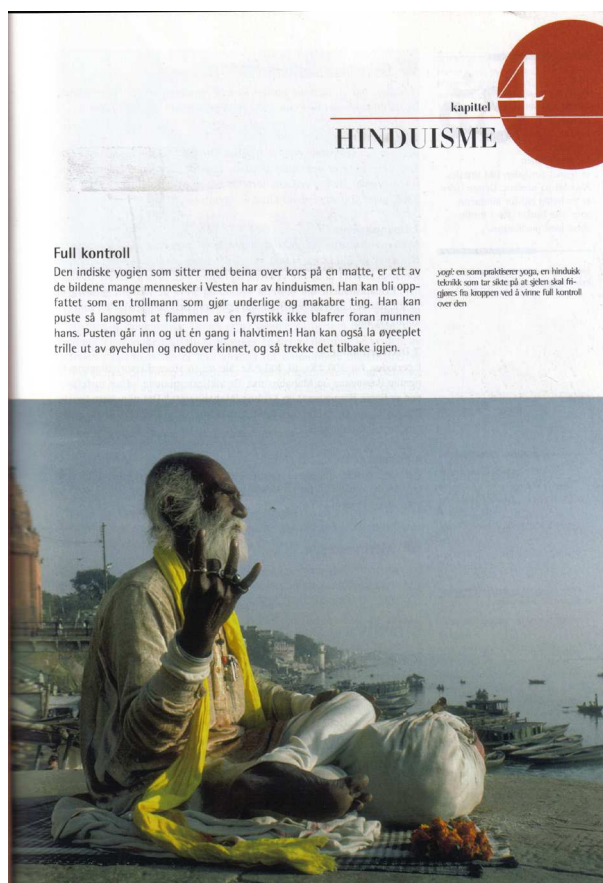 kapittel 4
HINDUISME
Full kontroll
Den indiske yogien som sitter med beina over kors på en matte, er ett av
de bildene mange mennesker i Vesten har av hinduismen. Han kan bli opp-
fattet som en trollmann som gjør underlige og makabre ting. Han kan
puste så langsomt at flammen av en fyrstikk ikke blafrer foran munnen
hans. Pusten går inn og ut én gang i halvtimen! Han kan også la øyeeplet
trille ut av øyehulen og nedover kinnet, og så trekke det tilbake igjen.
yogi: en som praktiserer yoga, en hinduisk
teknikk som tar sikte på at sjelen skal fri-
gjøres fra kroppen ved å vinne full kontroll
over den